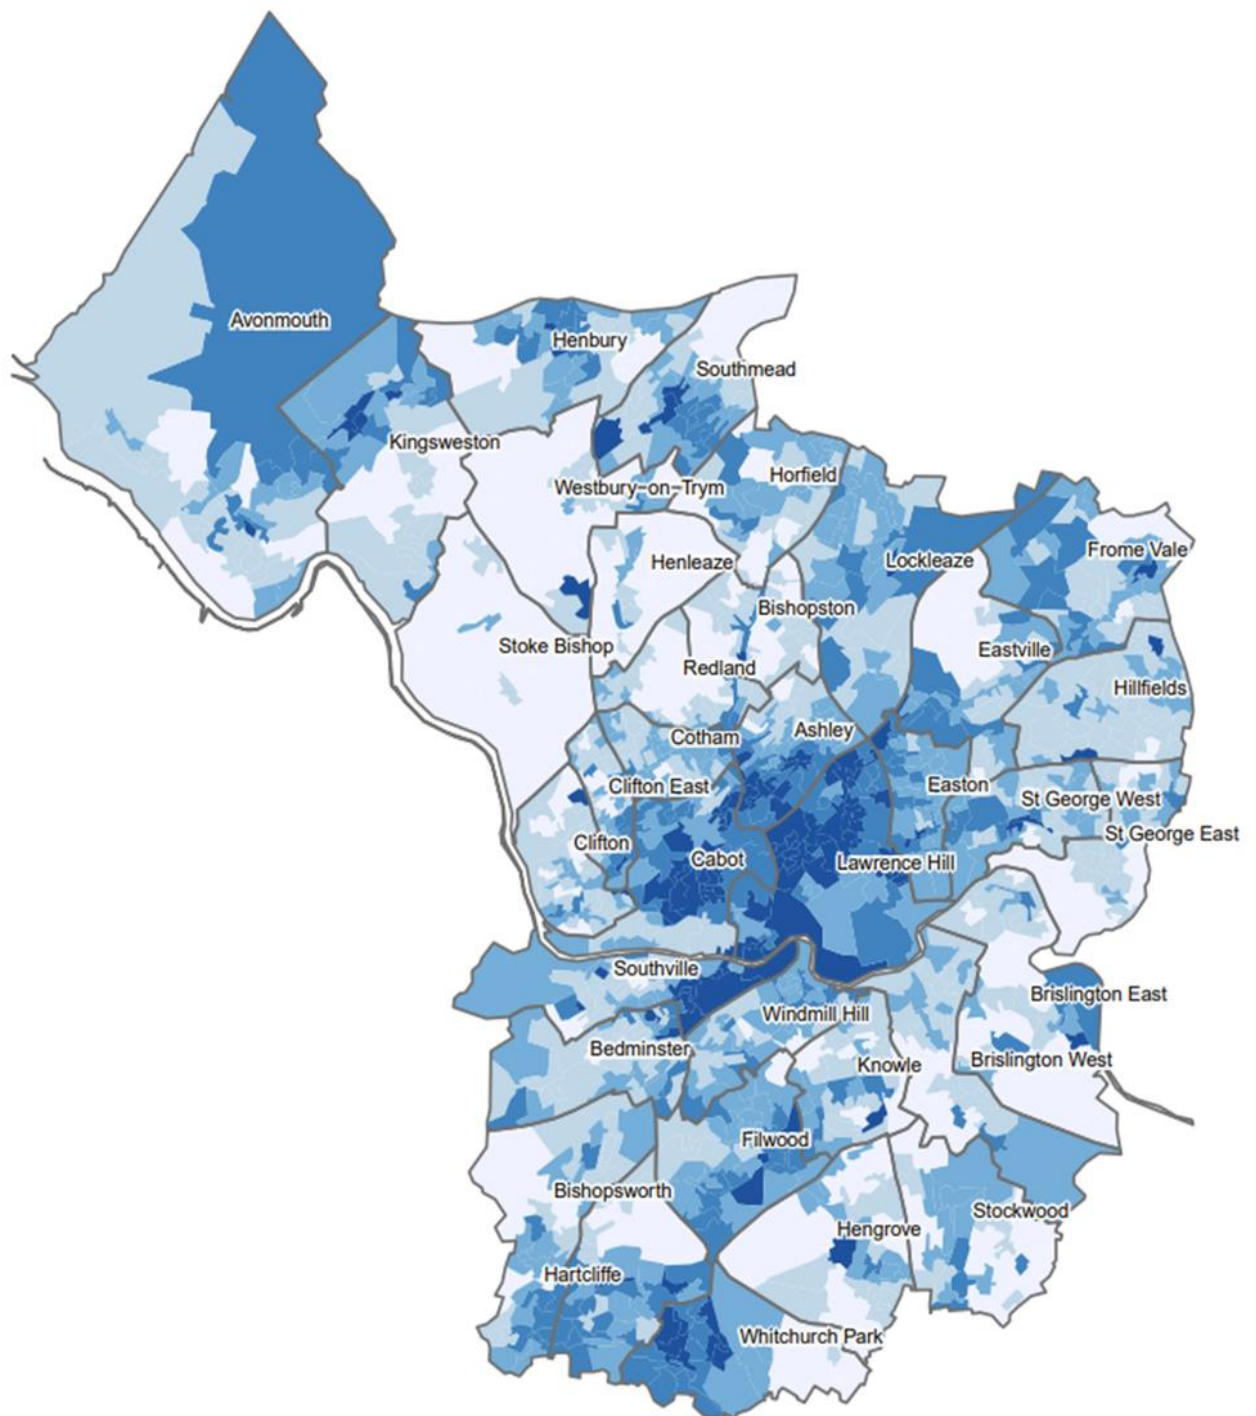 Avonmouth
Henbury
Southmead
Kingsweston
Horfield
Westbury-on-Trym
Frome Vale
Henleaze
Lockleaze
Bishopston
Stoke Bishop
Eastville
Redland
Hillfields
Ashley
Cotham
Clifton East
Easton
St George West
St George East
Clifton
Cabot
Lawrence Hill
Southville
Brislington East
Windmill Hill
Bedminster
Brislington West
Knowle
Filwood
Bishopsworth
Stockwood
Hengrove
Hartcliffe
Whitchurch Park